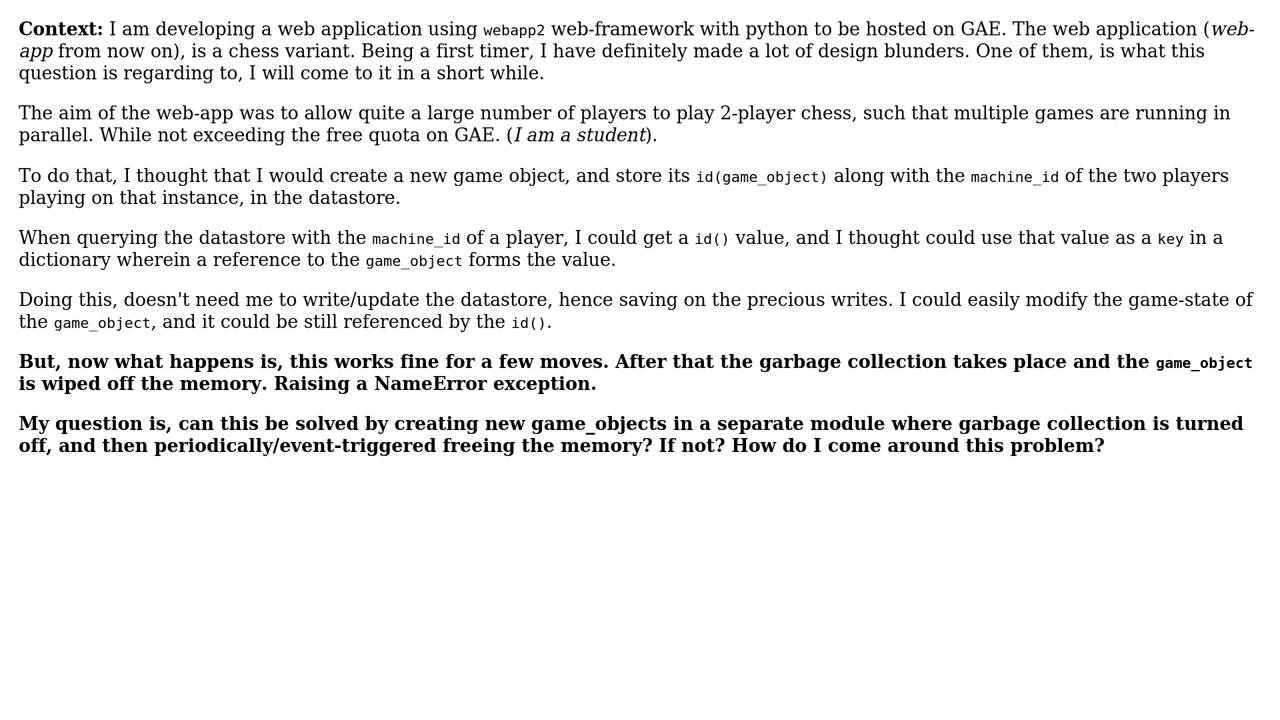 Context: I am developing a web application using webapp2 web-framework with python to be hosted on GAE. The web application (web-
app from now on), is a chess variant. Being a first timer, I have definitely made a lot of design blunders. One of them, is what this
question is regarding to, I will come to it in a short while.
The aim of the web-app was to allow quite a large number of players to play 2-player chess, such that multiple games are running in
parallel. While not exceeding the free quota on GAE. (I am a student).
To do that, I thought that I would create a new game object, and store its id(game_object) along with the machine_id of the two players
playing on that instance, in the datastore.
When querying the datastore with the machine_id of a player, I could get a id() value, and I thought could use that value as a key in a
dictionary wherein a reference to the game_object forms the value.
Doing this, doesn't need me to write/update the datastore, hence saving on the precious writes. I could easily modify the game-state of
the game_object, and it could be still referenced by the id().
But, now what happens is, this works fine for a few moves. After that the garbage collection takes place and the game_object
is wiped off the memory. Raising a NameError exception.
My question is, can this be solved by creating new game_objects in a separate module where garbage collection is turned
off, and then periodically/event-triggered freeing the memory? If not? How do I come around this problem?